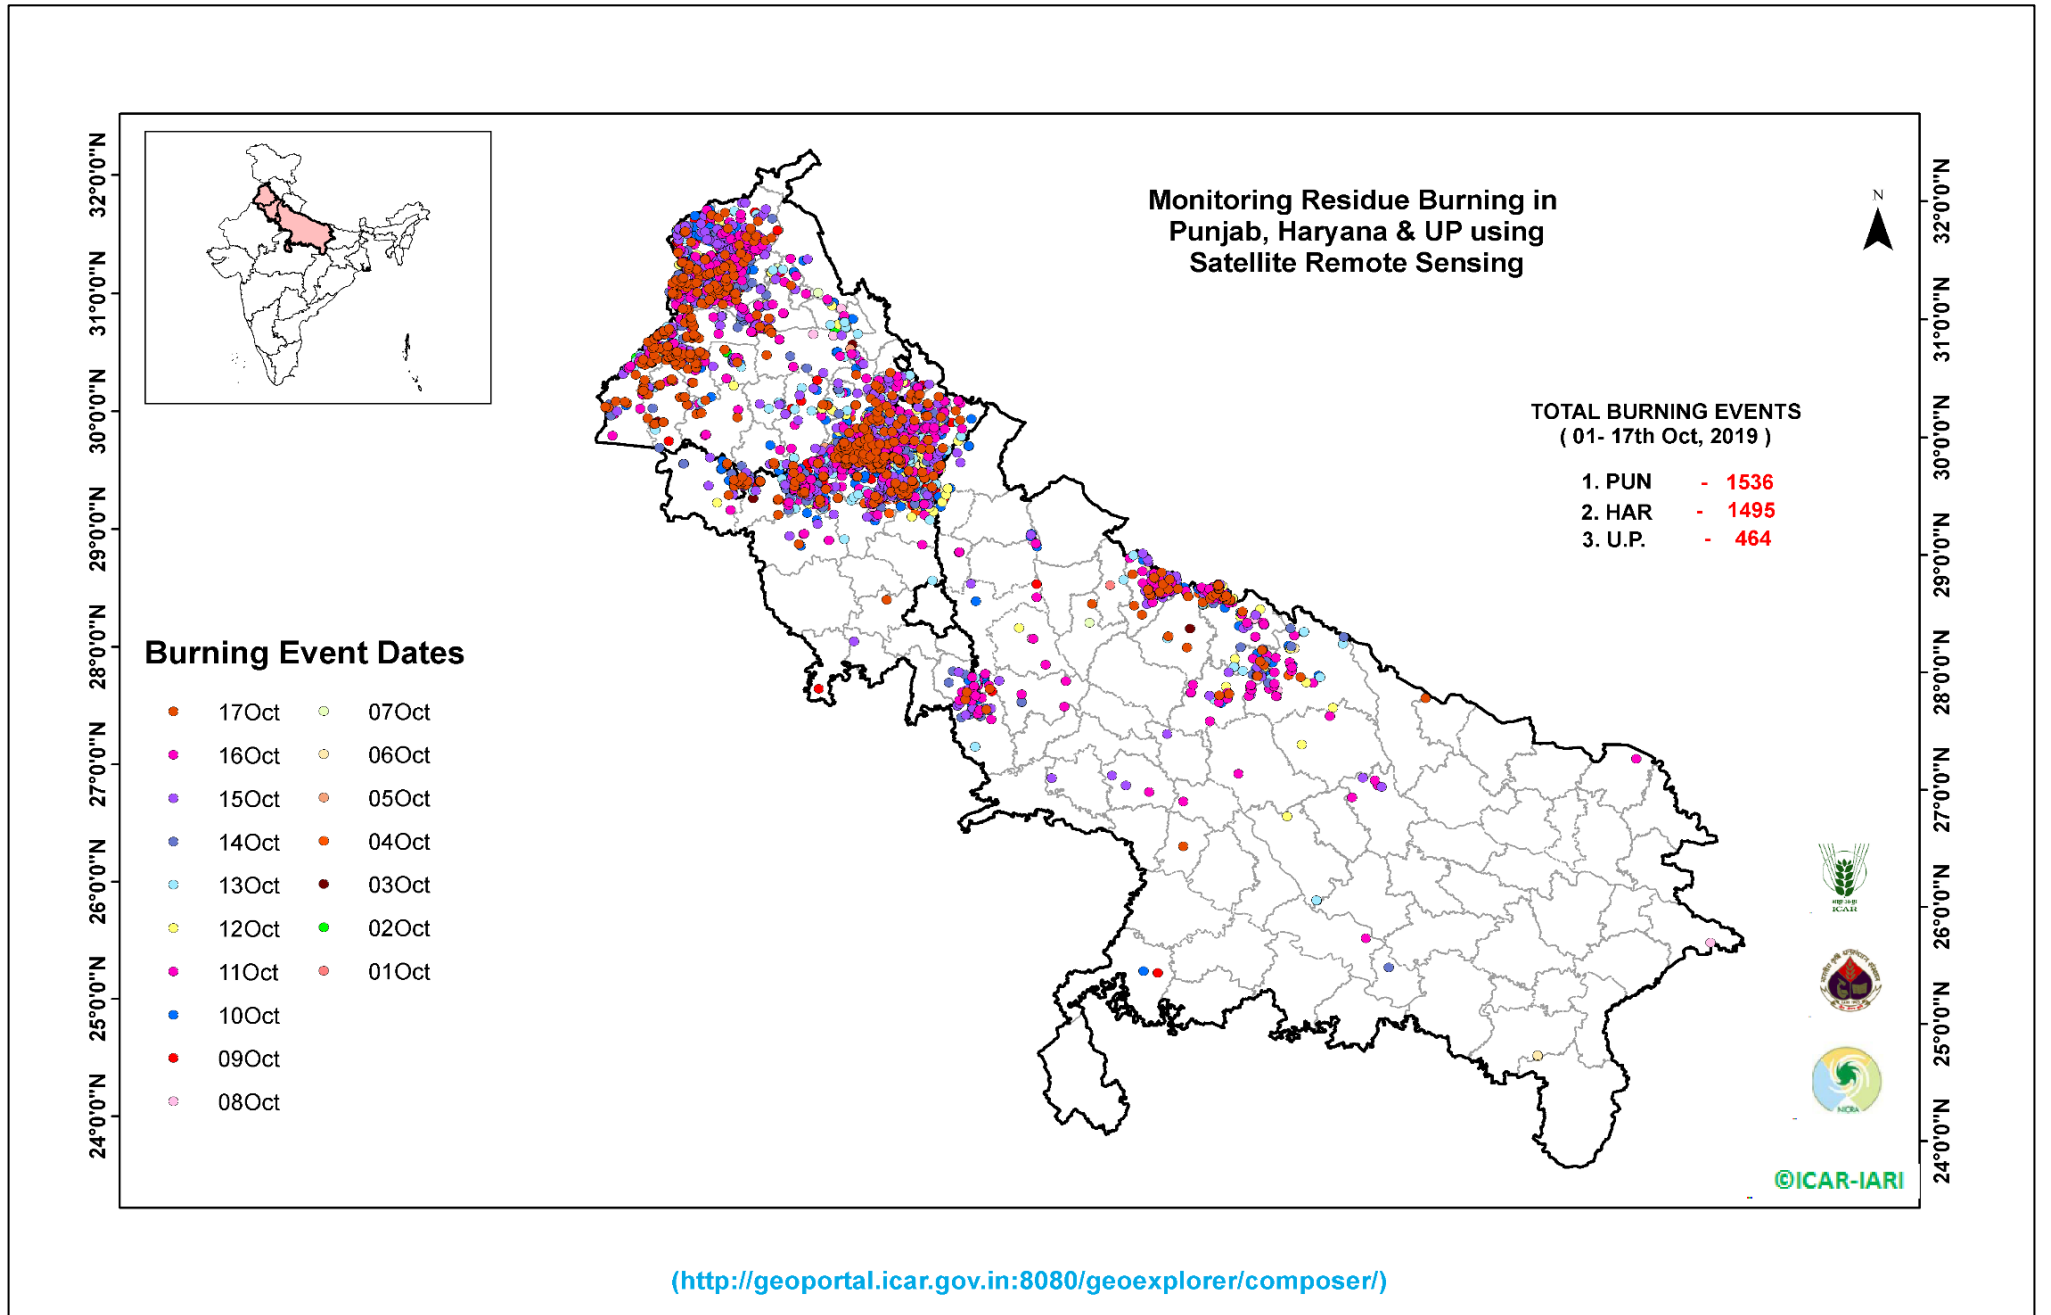 Monitoring Residue Burning in
Punjab, Haryana & UP using
Satellite Remote Sensing
N
TOTAL BURNING EVENTS
( 01- 17th Oct, 2019 )
1. PUN - 1536
2. HAR - 1495
3. U.P. - 464
Burning Event Dates
17Oct 07Oct
16Oct 06Oct
15Oct 05Oct
14Oct 04Oct
13Oct 03Oct
12Oct 02Oct
11Oct 01Oct
10Oct
09Oct
08Oct
32°0'0"N
31°0'0"N
30°0'0"N
29°0'0"N
28°0'0"N
27°0'0"N
26°0'0"N
25°0'0"N
24°0'0"N
32°0'0"N
31°0'0"N
30°0'0"N
29°0'0"N
28°0'0"N
27°0'0"N
26°0'0"N
25°0'0"N
24°0'0"N
ICAR
NICRA
©ICAR-IARI
(http://geoportal.icar.gov.in:8080/geoexplorer/composer/)